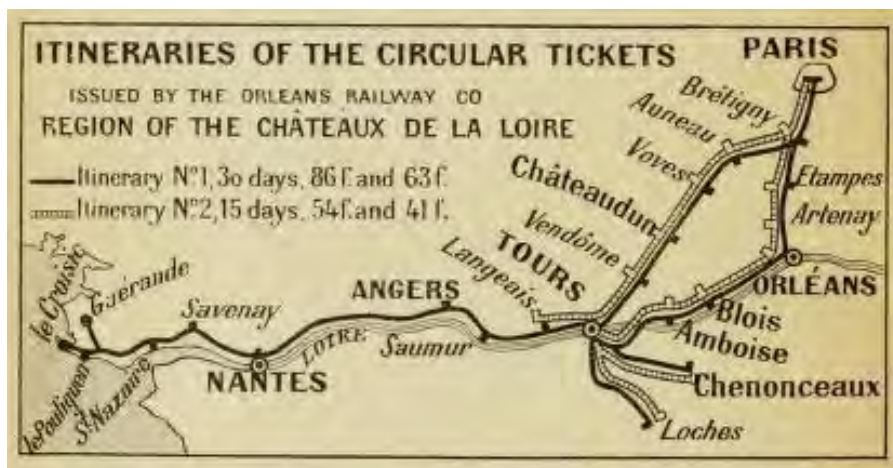 ITINERARIES OF THE CIRCULAR TICKETS
ISSUED BY THE ORLEANS RAILWAY CO
REGION OF THE CHÂTEAUX DE LA LOIRE
Itinerary Nº1, 30 days, 86 f. and 63 f.
Itinerary Nº2, 15 days, 54 f. and 41 f.
PARIS
Brétigny
Auneau
Voves
Châteaudun
Vendôme
TOURS
Langeais
Etampes
Artenay
ORLÉANS
Blois
Amboise
Chenonceaux
Loches
ANGERS
Saumur
LOIRE
NANTES
Savenay
Guérande
le Croisic
le Pouliguen
St Nazaire